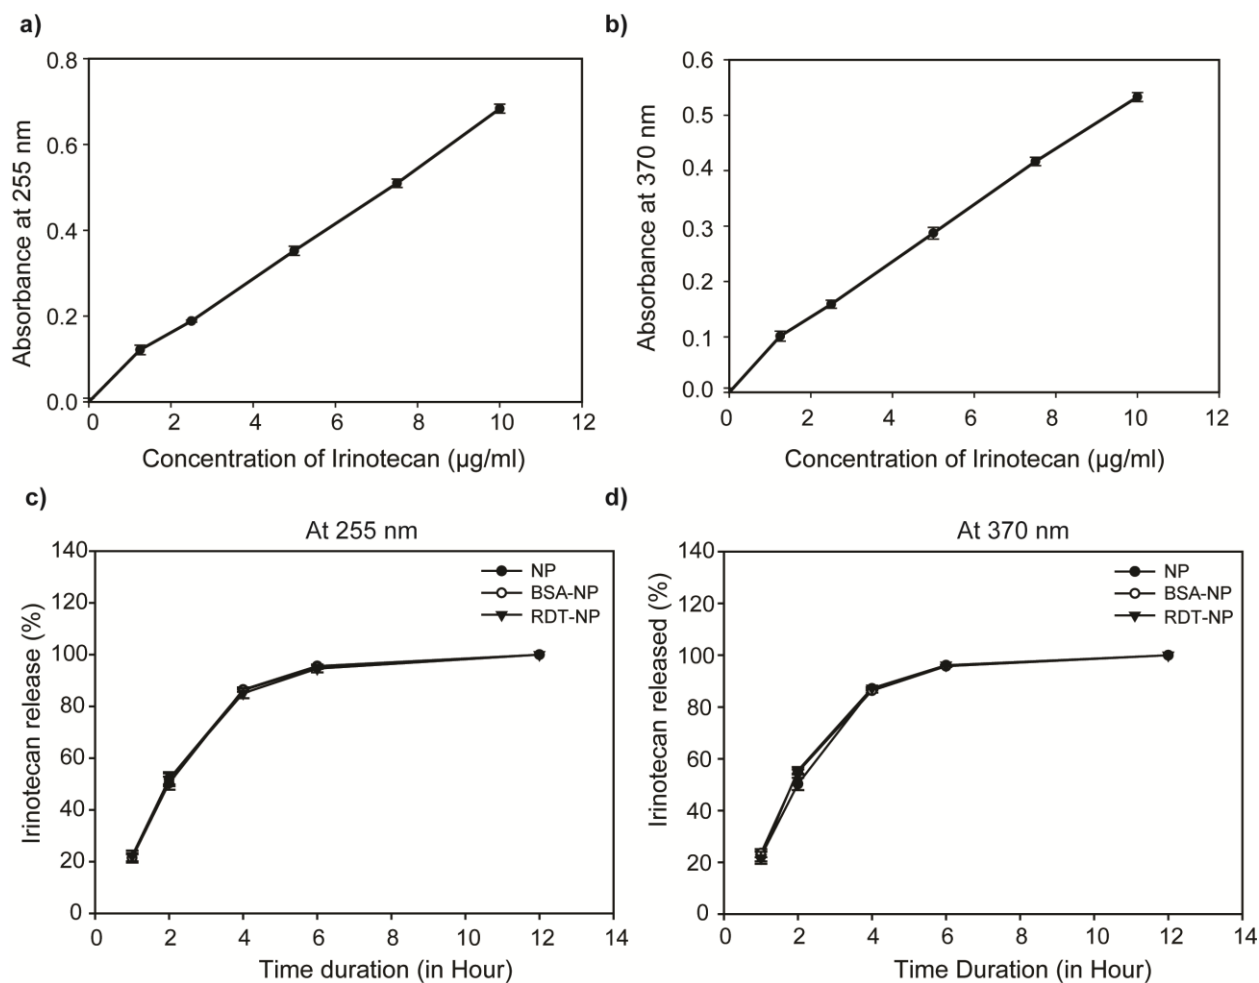 a)
0.8
0.6
0.4
0.2
0.0
0 2 4 6 8 10 12
Absorbance at 255 nm
Concentration of Irinotecan (µg/ml)
b)
0.6
0.5
0.4
0.3
0.2
0.1
0.0
0 2 4 6 8 10 12
Absorbance at 370 nm
Concentration of Irinotecan (µg/ml)
c)
At 255 nm
140
120
100
80
60
40
20
0
0 2 4 6 8 10 12 14
NP
BSA-NP
RDT-NP
Irinotecan release (%)
Time duration (in Hour)
d)
At 370 nm
140
120
100
80
60
40
20
0
0 2 4 6 8 10 12 14
NP
BSA-NP
RDT-NP
Irinotecan released (%)
Time Duration (in Hour)